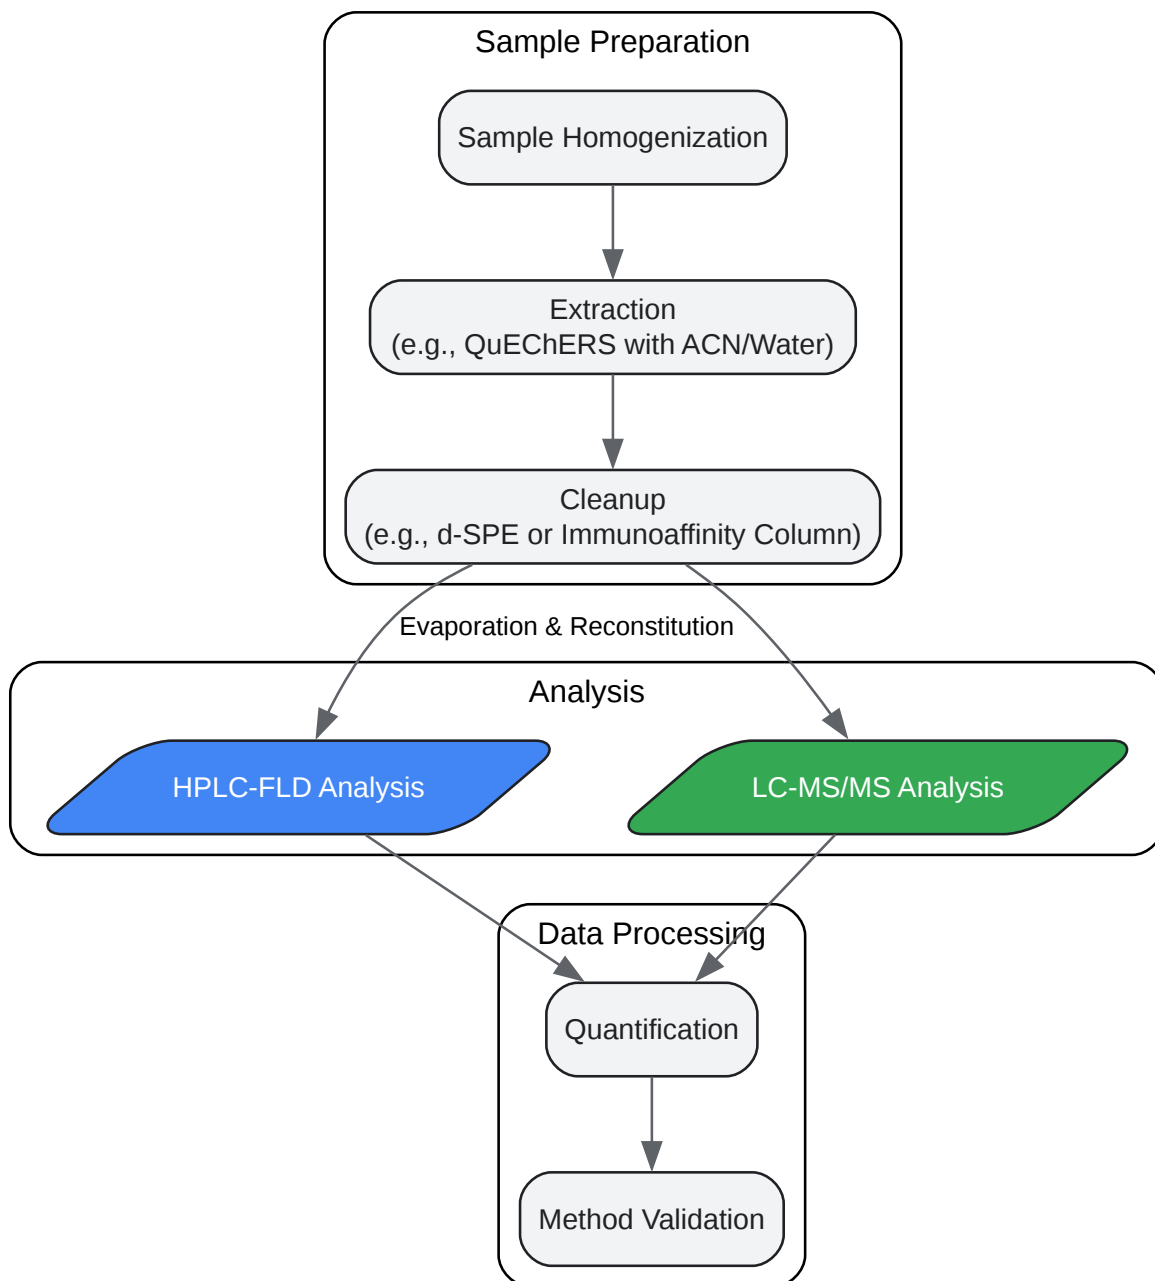 Sample Preparation
Sample Homogenization
Extraction
(e.g., QuEChERS with ACN/Water)
Cleanup
(e.g., d-SPE or Immunoaffinity Column)
Evaporation & Reconstitution
Analysis
HPLC-FLD Analysis
LC-MS/MS Analysis
Data Processing
Quantification
Method Validation